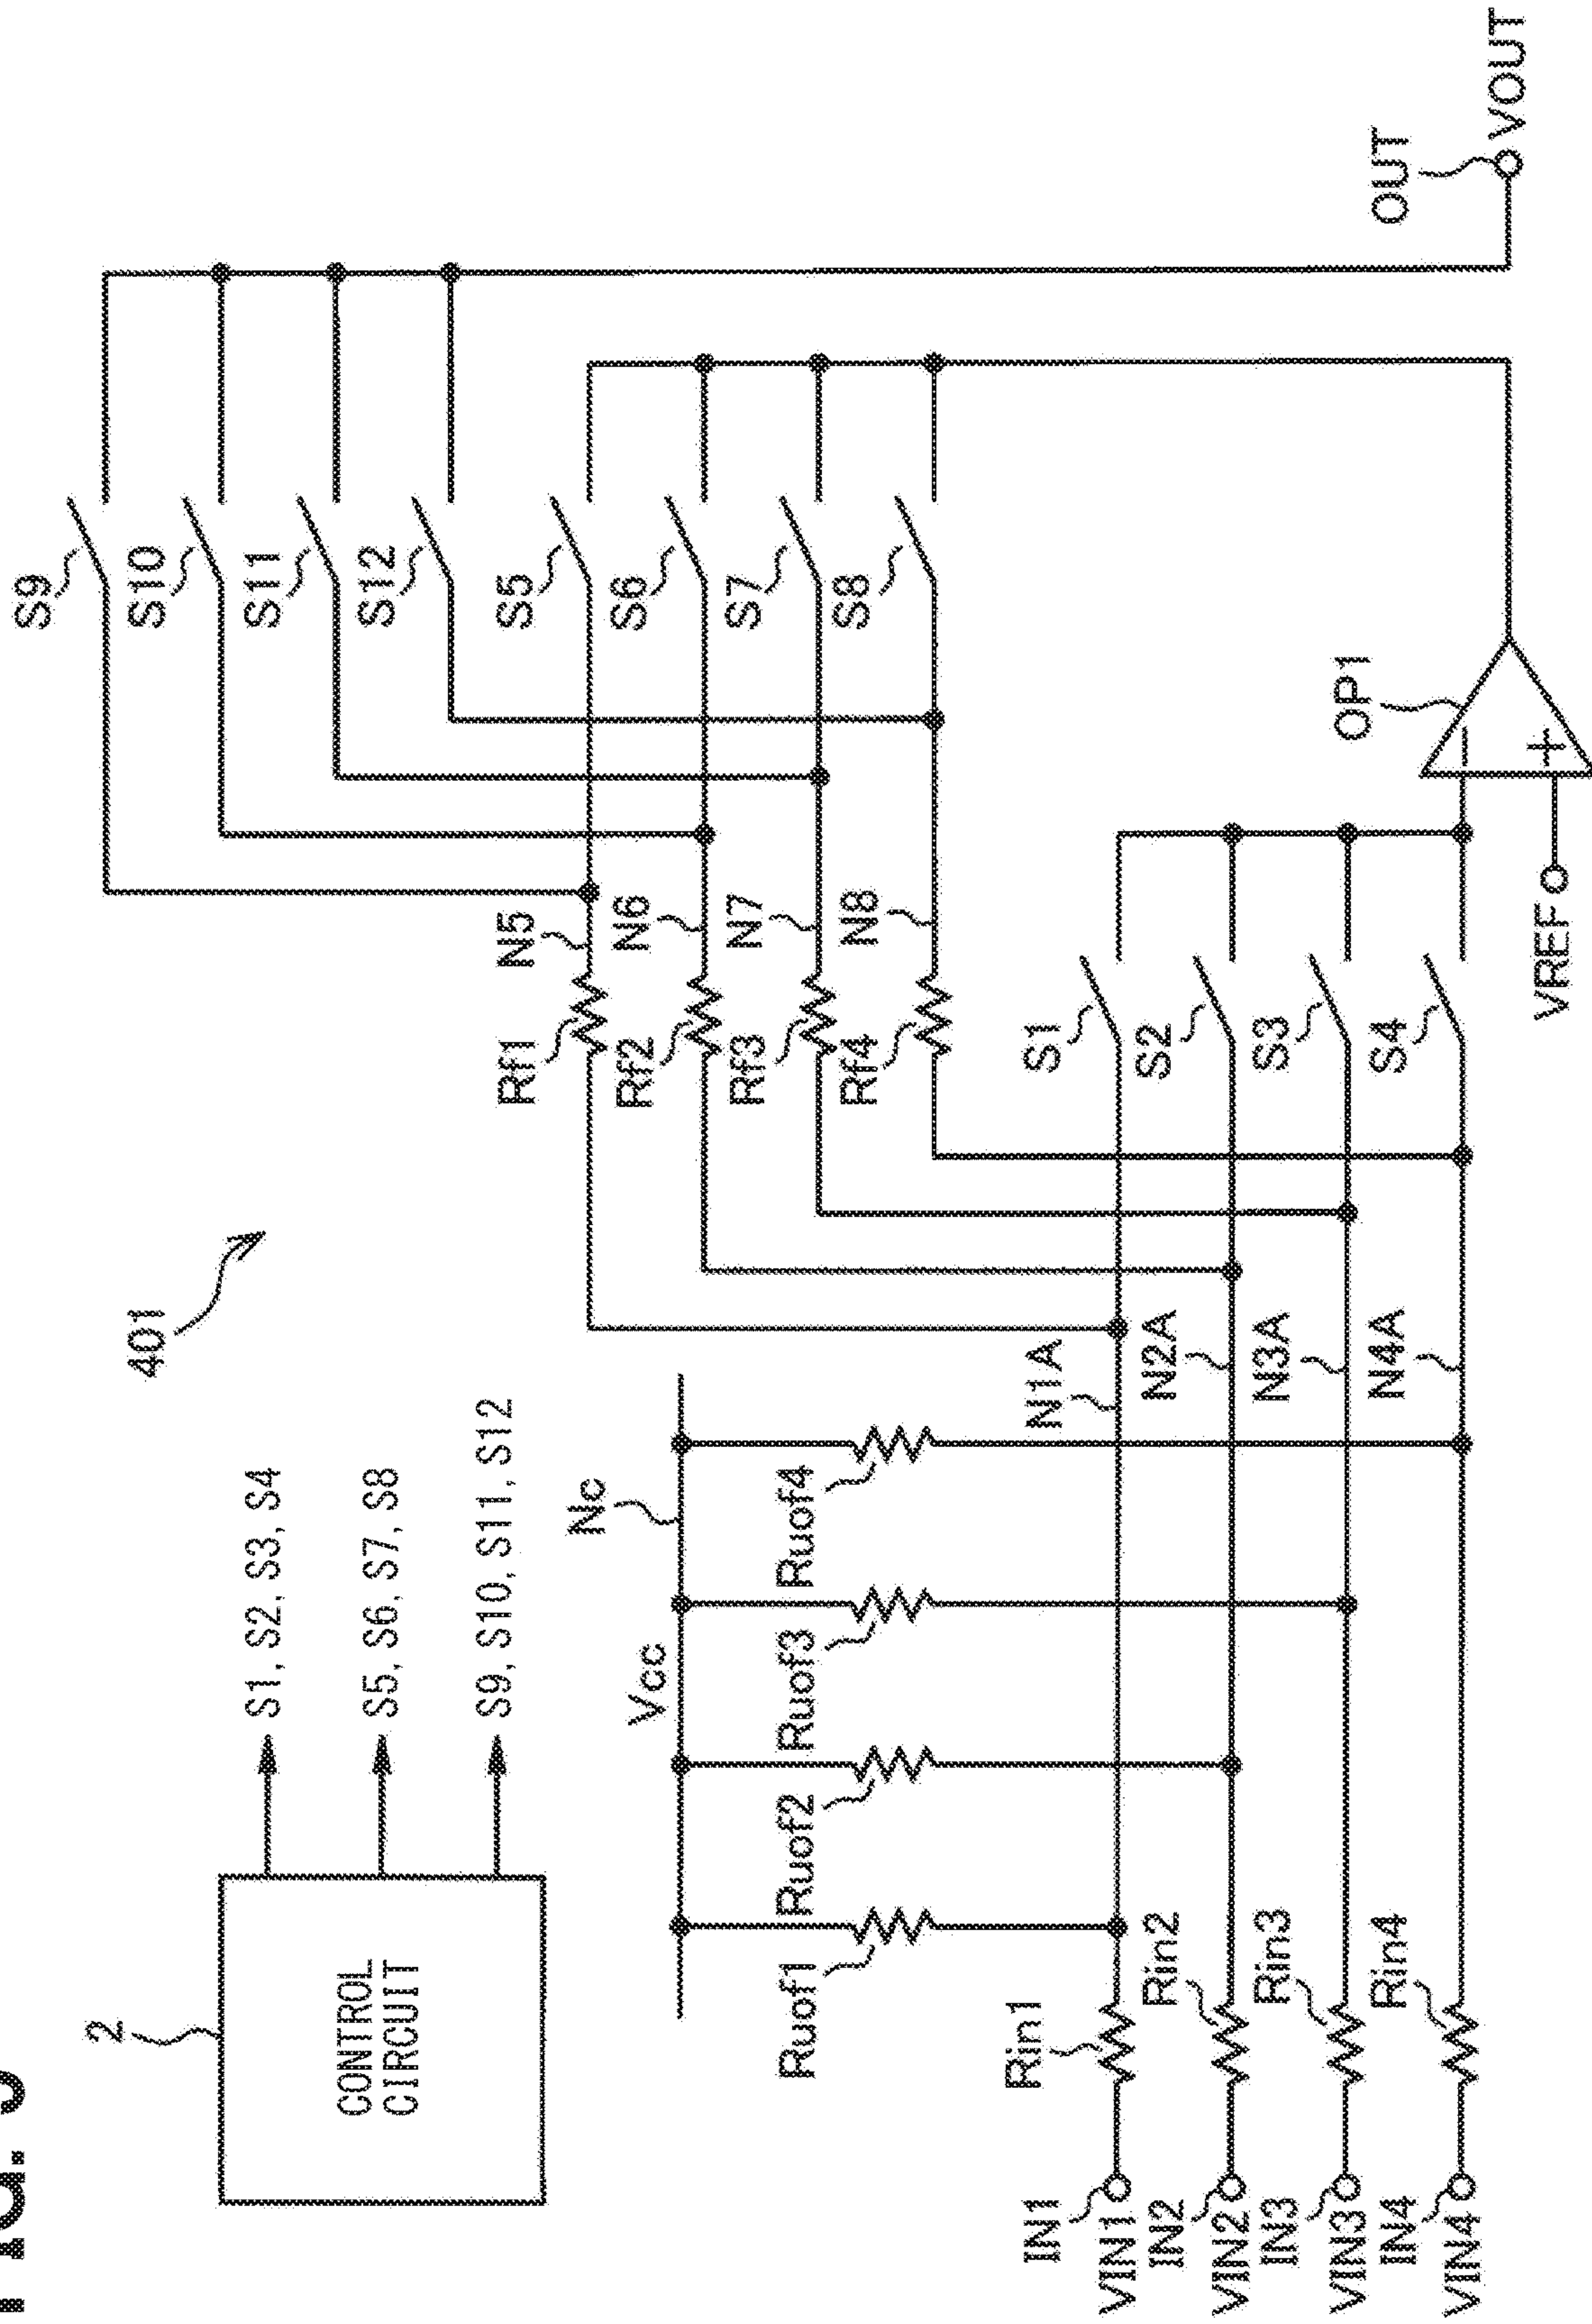 2
CONTROL
CIRCUIT
S1, S2, S3, S4
S5, S6, S7, S8
S9, S10, S11, S12
401
Nc
Vcc
Ruof1
Ruof2
Ruof3
Ruof4
IN1
VIN1
IN2
VIN2
IN3
VIN3
IN4
VIN4
Rin1
Rin2
Rin3
Rin4
N1A
N2A
N3A
N4A
S1
S2
S3
S4
Rf1
Rf2
Rf3
Rf4
N5
N6
N7
N8
S9
S10
S11
S12
S5
S6
S7
S8
VREF
−
+
OP1
OUT
VOUT